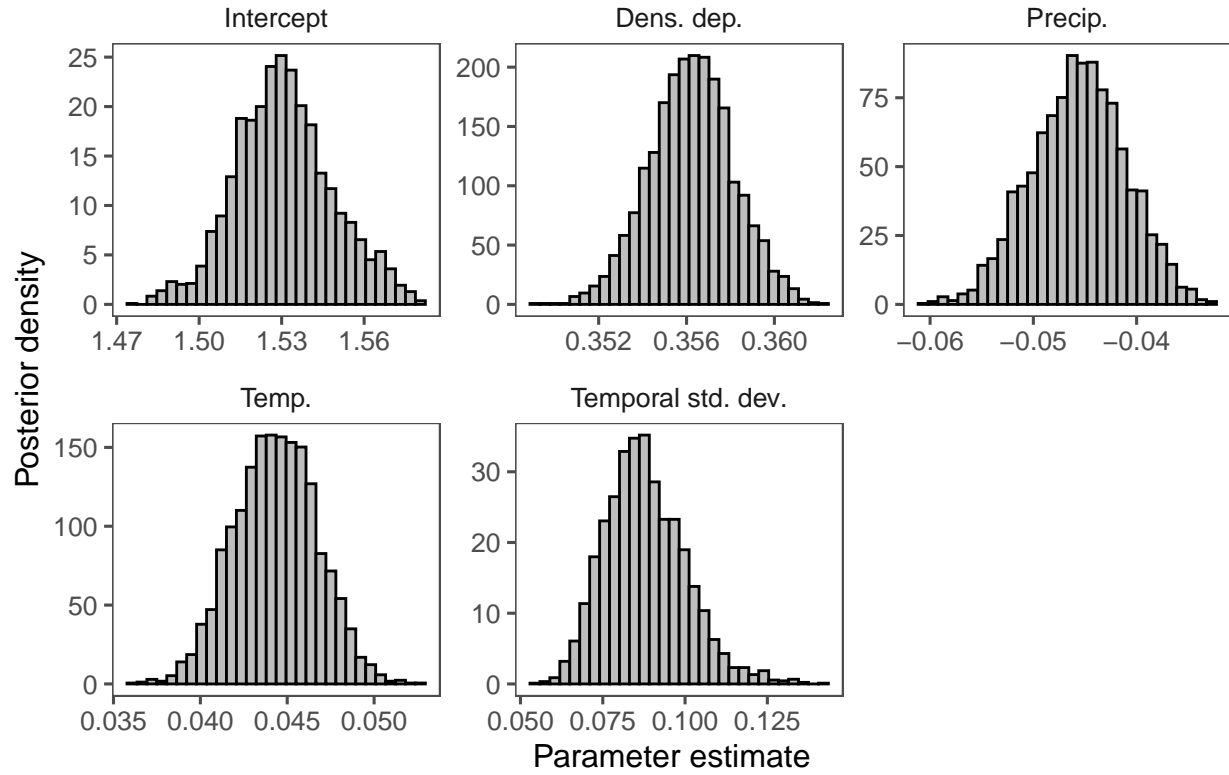 Intercept
Dens. dep.
Precip.
25
20
15
10
5
0
1.47 1.50 1.53 1.56
200
150
100
50
0
0.352 0.356 0.360
75
50
25
0
−0.06 −0.05 −0.04
Posterior density
Temp.
Temporal std. dev.
150
100
50
0
0.035 0.040 0.045 0.050
30
20
10
0
0.050 0.075 0.100 0.125
Parameter estimate